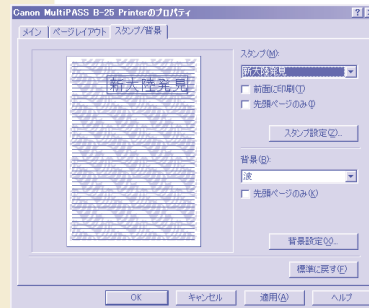 Canon MultiPASS B-25 Printerのプロパティ
メイン ページレイアウト スタンプ/背景
スタンプ(M):
新大陸発見
新大陸発見
前面に印刷(T)
先頭ページのみ(I)
スタンプ設定(Z)...
背景(B):
波
先頭ページのみ(K)
背景設定(X)...
標準に戻す(F)
OK キャンセル 適用(A) ヘルプ